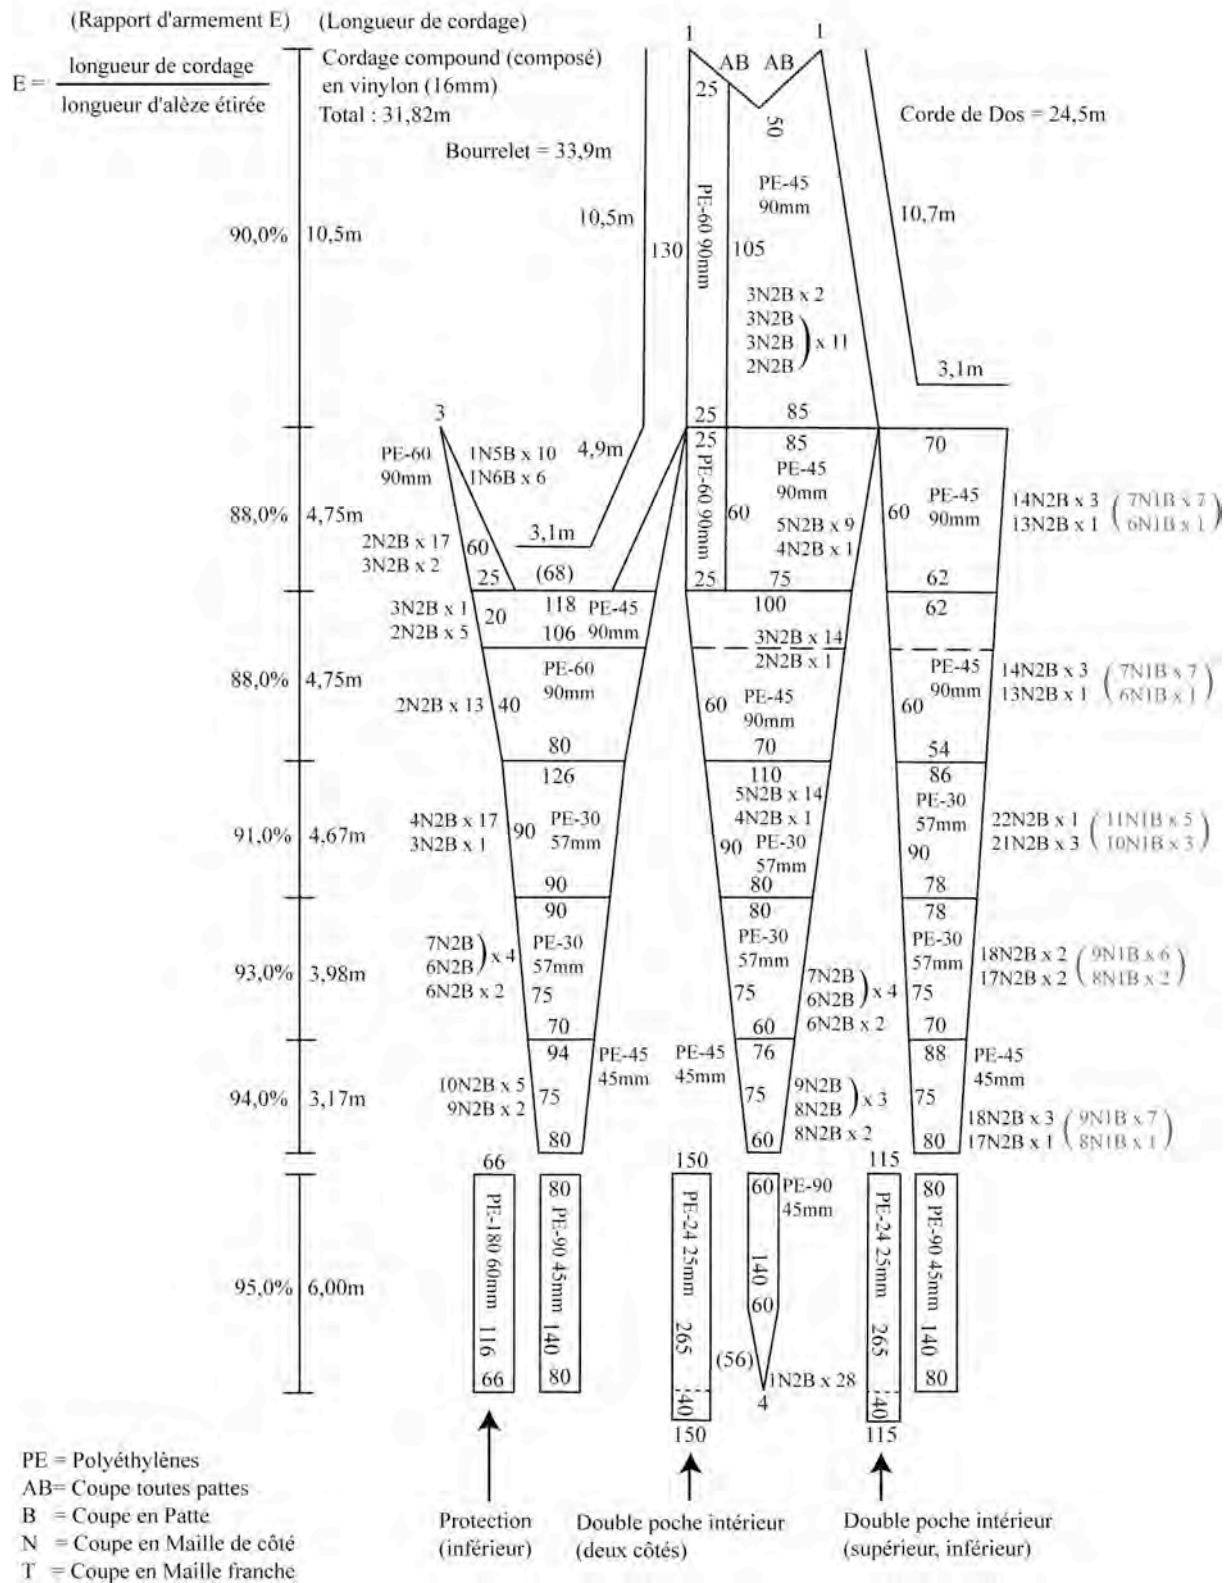 (Rapport d'armement E)
(Longueur de cordage)
E = longueur de cordage
longueur d'alèze étirée
Cordage compound (composé)
en vinylon (16mm)
Total : 31,82m
Bourrelet = 33,9m
Corde de Dos = 24,5m
1
1
AB AB
25
50
PE-45
90mm
PE-60 90mm
10,5m
10,7m
90,0%
10,5m
130
105
3N2B x 2
3N2B
3N2B
2N2B
x 11
3,1m
25
85
3
PE-60
90mm
1N5B x 10
1N6B x 6
4,9m
25
85
70
PE-60 90mm
PE-45
90mm
60
5N2B x 9
4N2B x 1
60
PE-45
90mm
14N2B x 3
13N2B x 1
( 7N1B x 7
6N1B x 1 )
88,0%
4,75m
3,1m
2N2B x 17
3N2B x 2
60
25
(68)
25
75
62
3N2B x 1
2N2B x 5
20
118
106
PE-45
90mm
100
3N2B x 14
2N2B x 1
62
88,0%
4,75m
2N2B x 13
40
PE-60
90mm
80
60
PE-45
90mm
70
60
PE-45
90mm
54
14N2B x 3
13N2B x 1
( 7N1B x 7
6N1B x 1 )
91,0%
4,67m
4N2B x 17
3N2B x 1
126
90
PE-30
57mm
90
110
5N2B x 14
4N2B x 1
90
PE-30
57mm
80
86
PE-30
57mm
90
78
22N2B x 1
21N2B x 3
( 11N1B x 5
10N1B x 3 )
93,0%
3,98m
7N2B
6N2B
x 4
6N2B x 2
90
PE-30
57mm
75
70
80
PE-30
57mm
75
60
7N2B
6N2B
x 4
6N2B x 2
78
PE-30
57mm
75
70
18N2B x 2
17N2B x 2
( 9N1B x 6
8N1B x 2 )
94,0%
3,17m
10N2B x 5
9N2B x 2
94
75
80
PE-45
45mm
PE-45
45mm
76
75
60
9N2B
8N2B
x 3
8N2B x 2
88
75
80
PE-45
45mm
18N2B x 3
17N2B x 1
( 9N1B x 7
8N1B x 1 )
95,0%
6,00m
66
PE-180 60mm 116
66
80
PE-90 45mm 140
80
150
PE-24 25mm 265
40
150
60
PE-90
45mm
140
60
(56)
1N2B x 28
4
115
PE-24 25mm 265
40
115
80
PE-90 45mm 140
80
PE = Polyéthylènes
AB= Coupe toutes pattes
B = Coupe en Patte
N = Coupe en Maille de côté
T = Coupe en Maille franche
Protection
(inférieur)
Double poche intérieur
(deux côtés)
Double poche intérieur
(supérieur, inférieur)